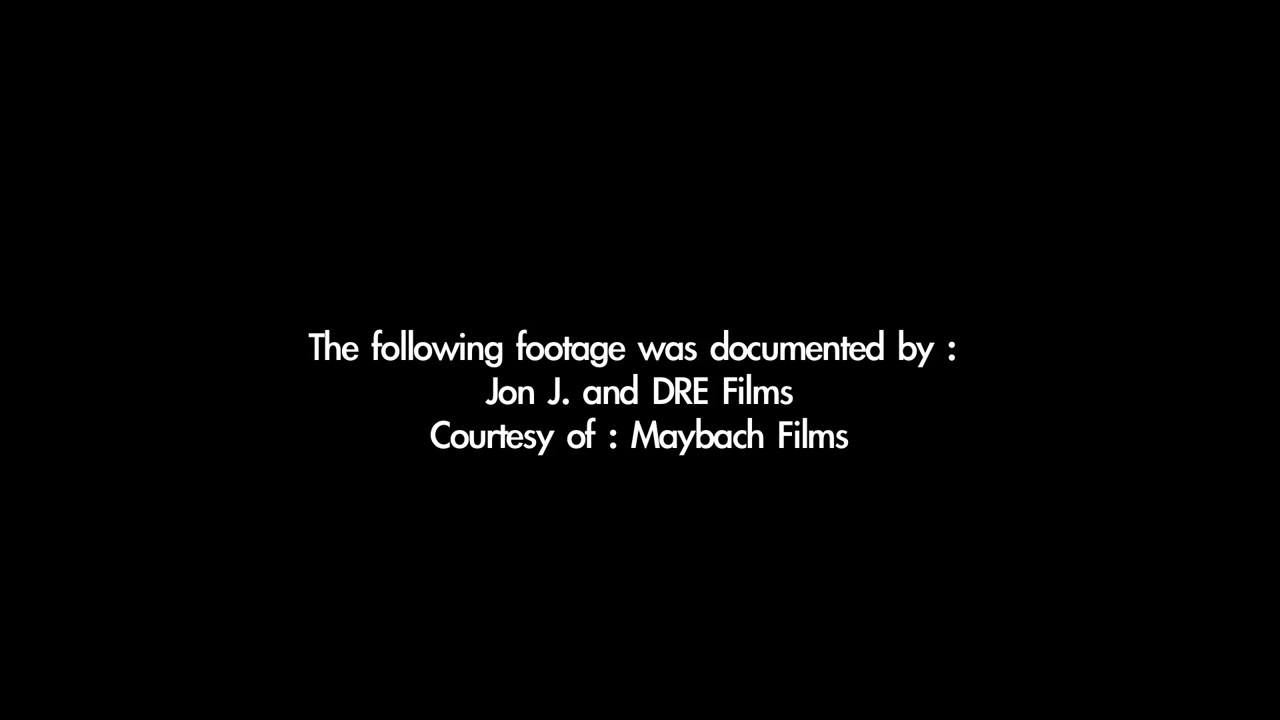 The following footage was documented by :
Jon J. and DRE Films
Courtesy of : Maybach Films